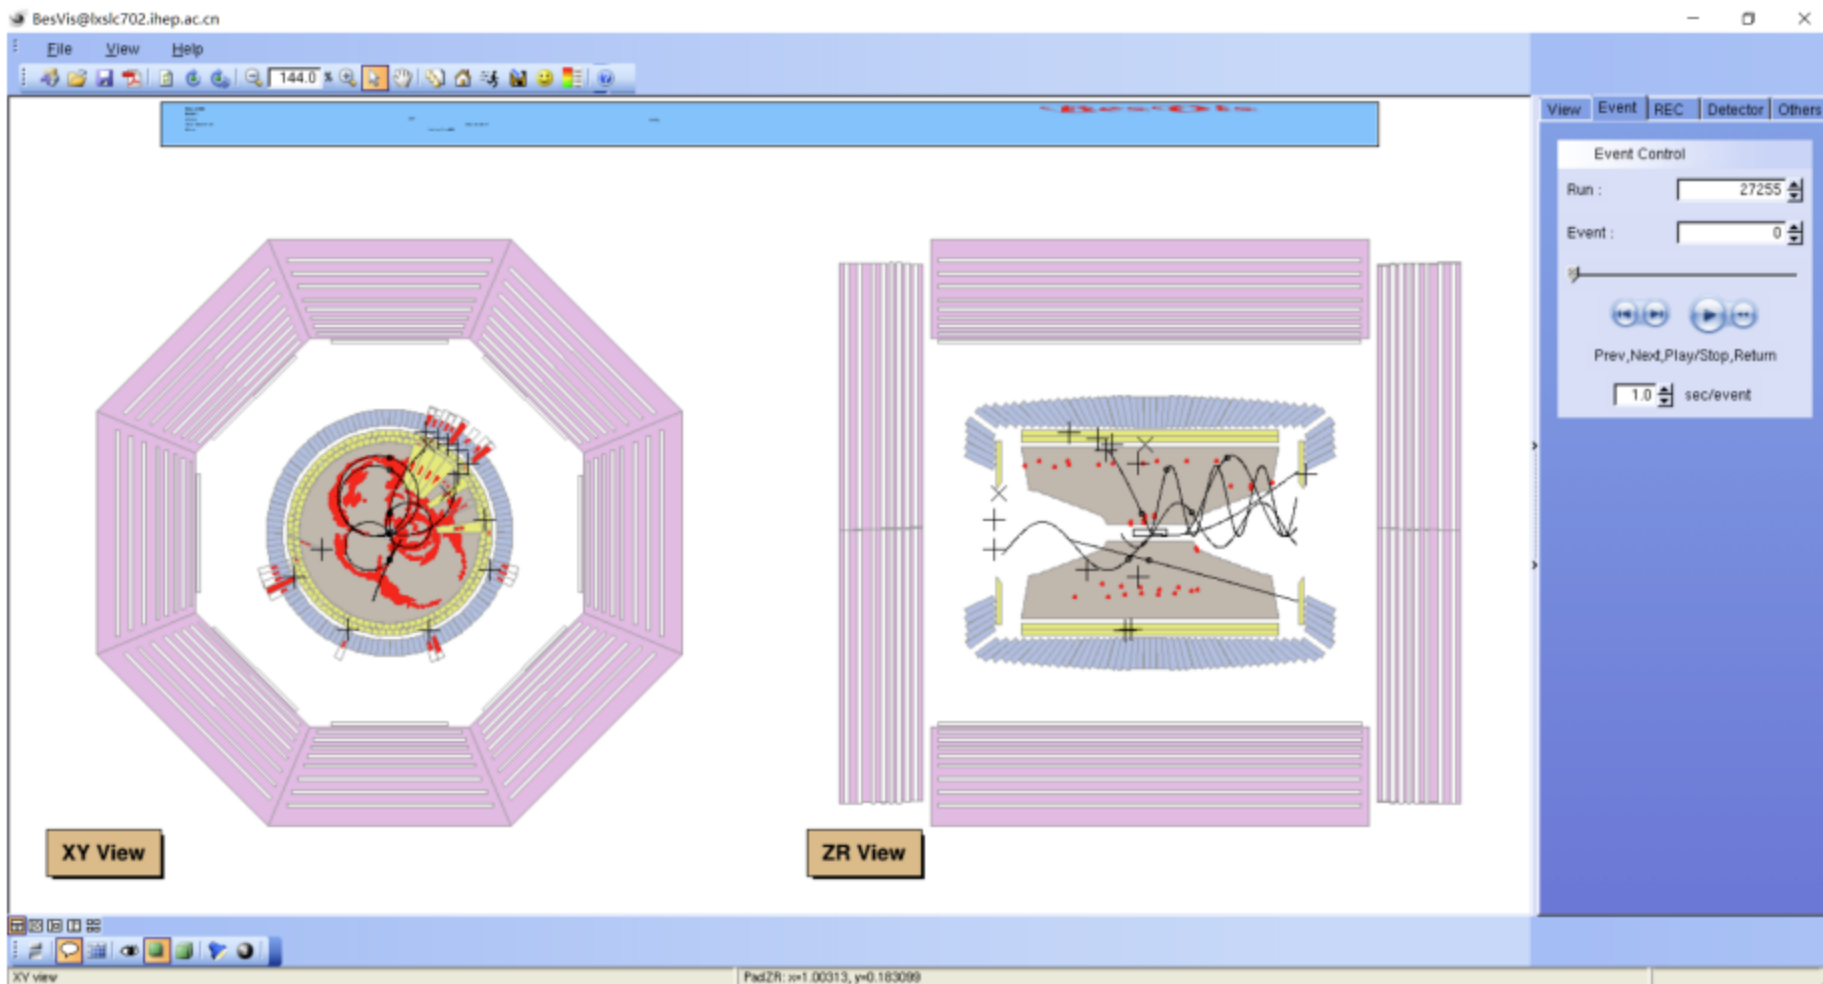 BesVis@lxslc702.ihep.ac.cn
File View Help
144.0 %
View Event REC Detector Others
Event Control
Run : 27255
Event : 0
Prev,Next,Play/Stop,Return
1.0 sec/event
XY View
ZR View
XY view
PadZR: x=1.00313, y=0.183099